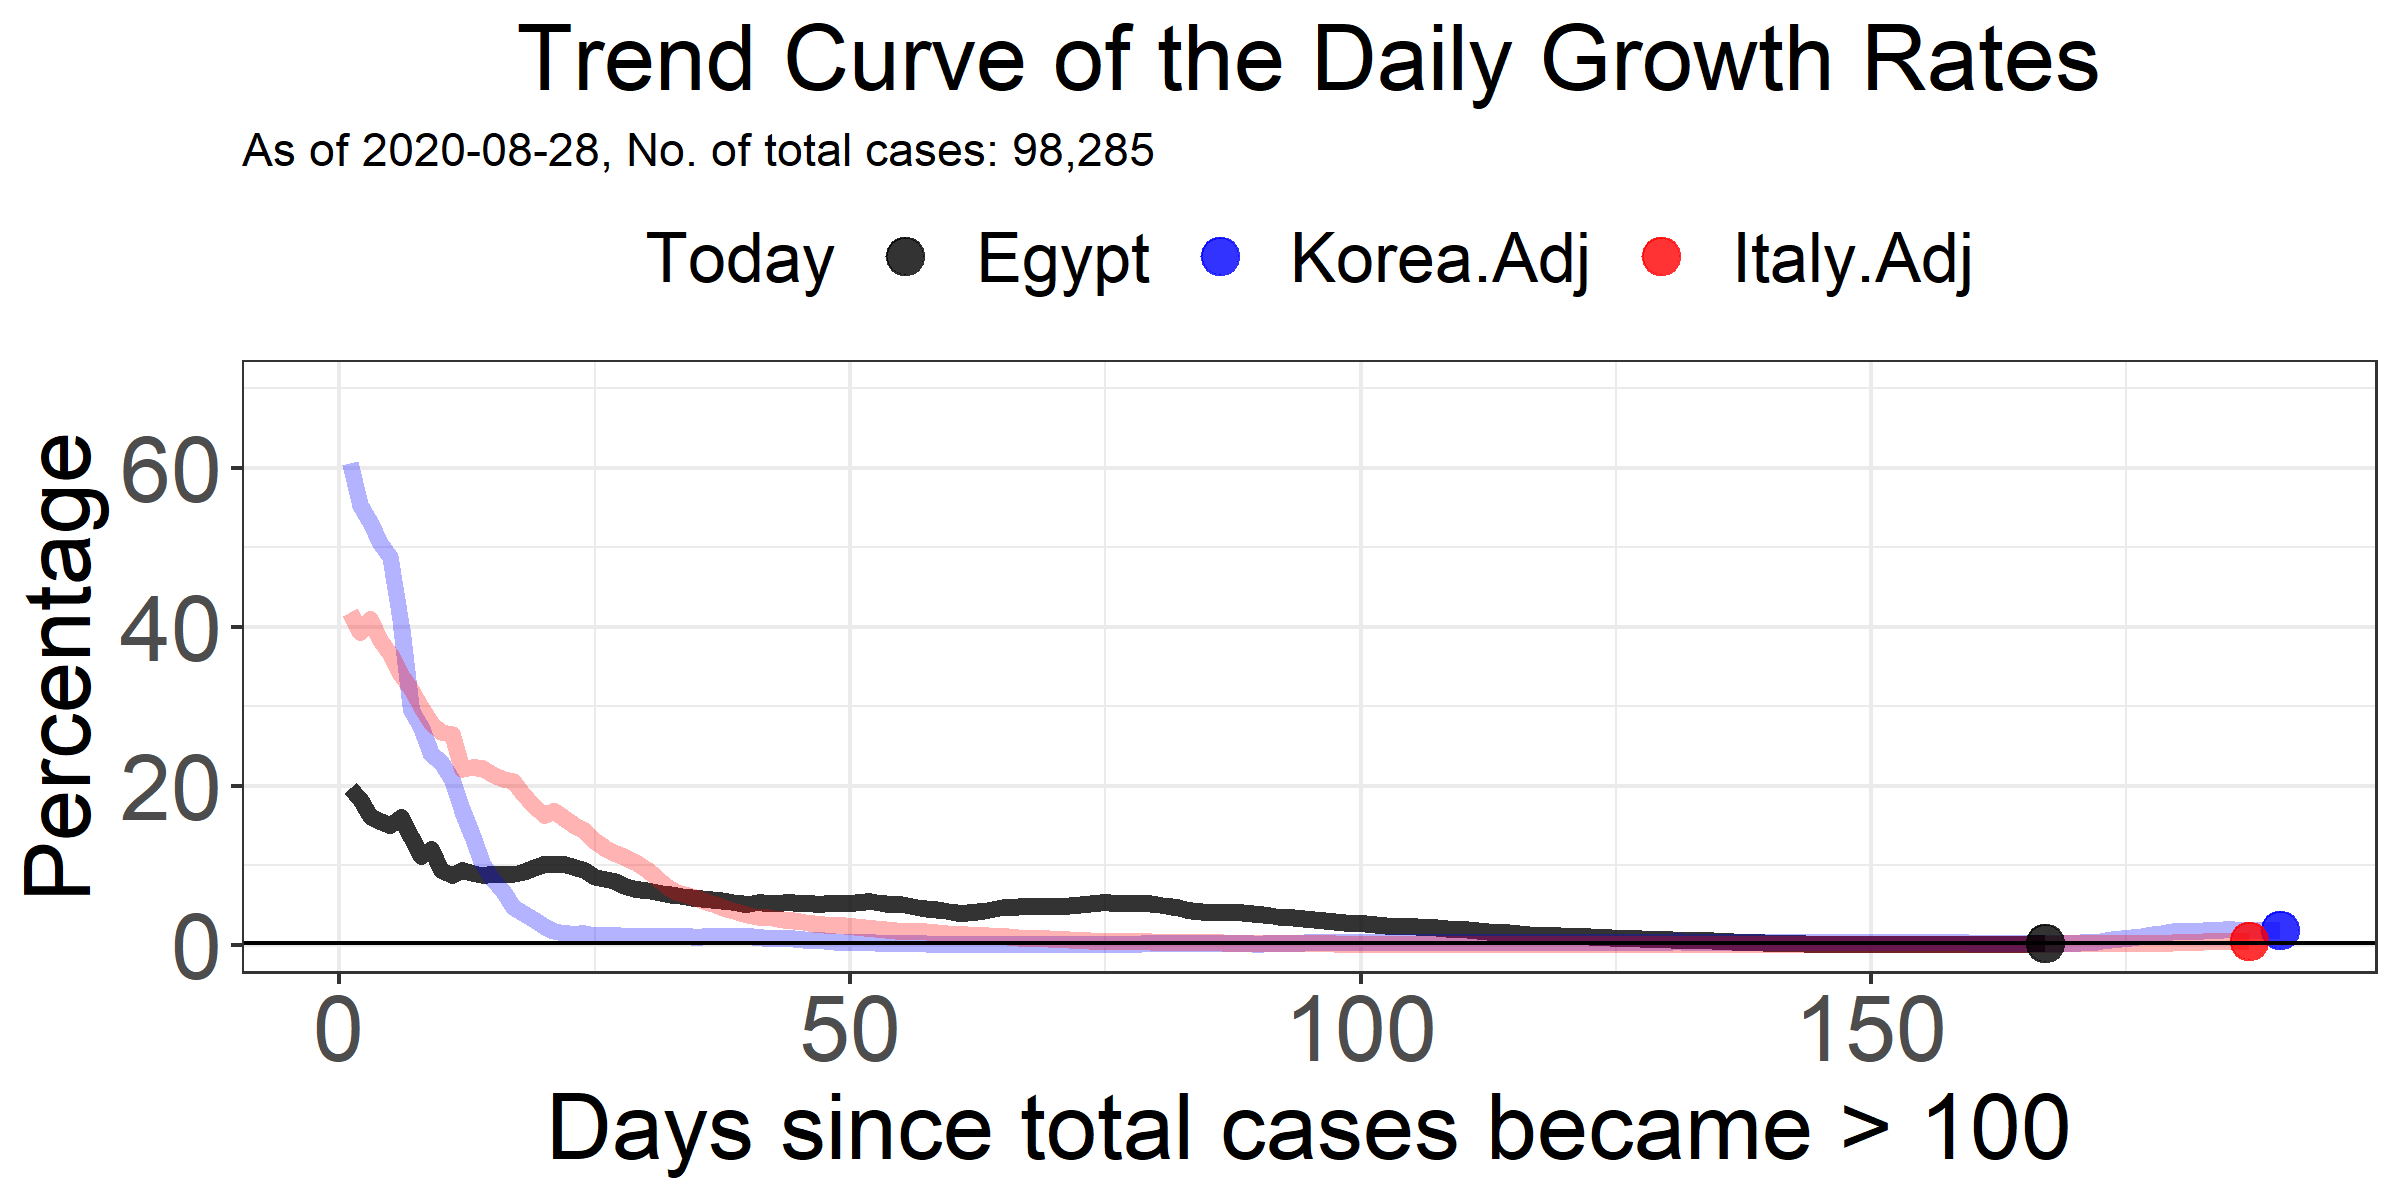 Trend Curve of the Daily Growth Rates
As of 2020-08-28, No. of total cases: 98,285
Today Egypt Korea.Adj Italy.Adj
Percentage
60
40
20
0
0 50 100 150
Days since total cases became > 100